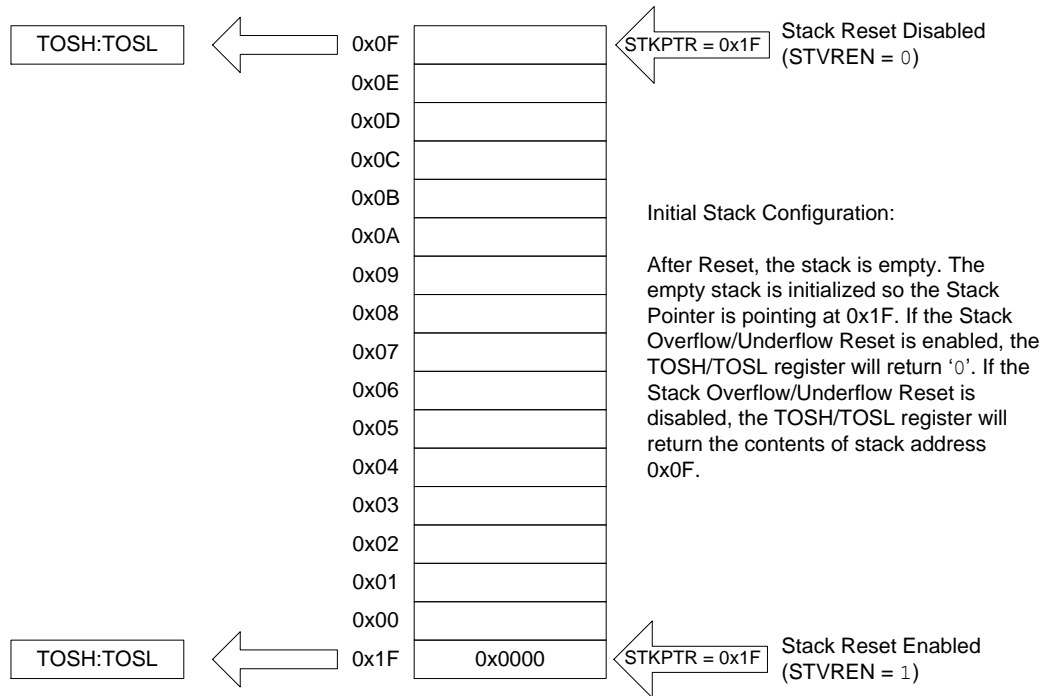 TOSH:TOSL
0x0F
STKPTR = 0x1F
Stack Reset Disabled
(STVREN = 0)
0x0E
0x0D
0x0C
0x0B
0x0A
0x09
0x08
0x07
0x06
0x05
0x04
0x03
0x02
0x01
0x00
Initial Stack Configuration:
After Reset, the stack is empty. The
empty stack is initialized so the Stack
Pointer is pointing at 0x1F. If the Stack
Overflow/Underflow Reset is enabled, the
TOSH/TOSL register will return ‘0’. If the
Stack Overflow/Underflow Reset is
disabled, the TOSH/TOSL register will
return the contents of stack address
0x0F.
TOSH:TOSL
0x1F
0x0000
STKPTR = 0x1F
Stack Reset Enabled
(STVREN = 1)